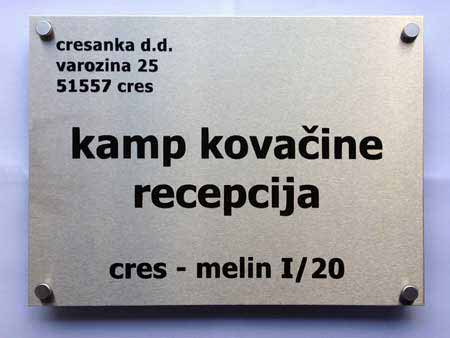 cresanka d.d.
varozina 25
51557 cres
kamp kovačine
recepcija
cres - melin I/20